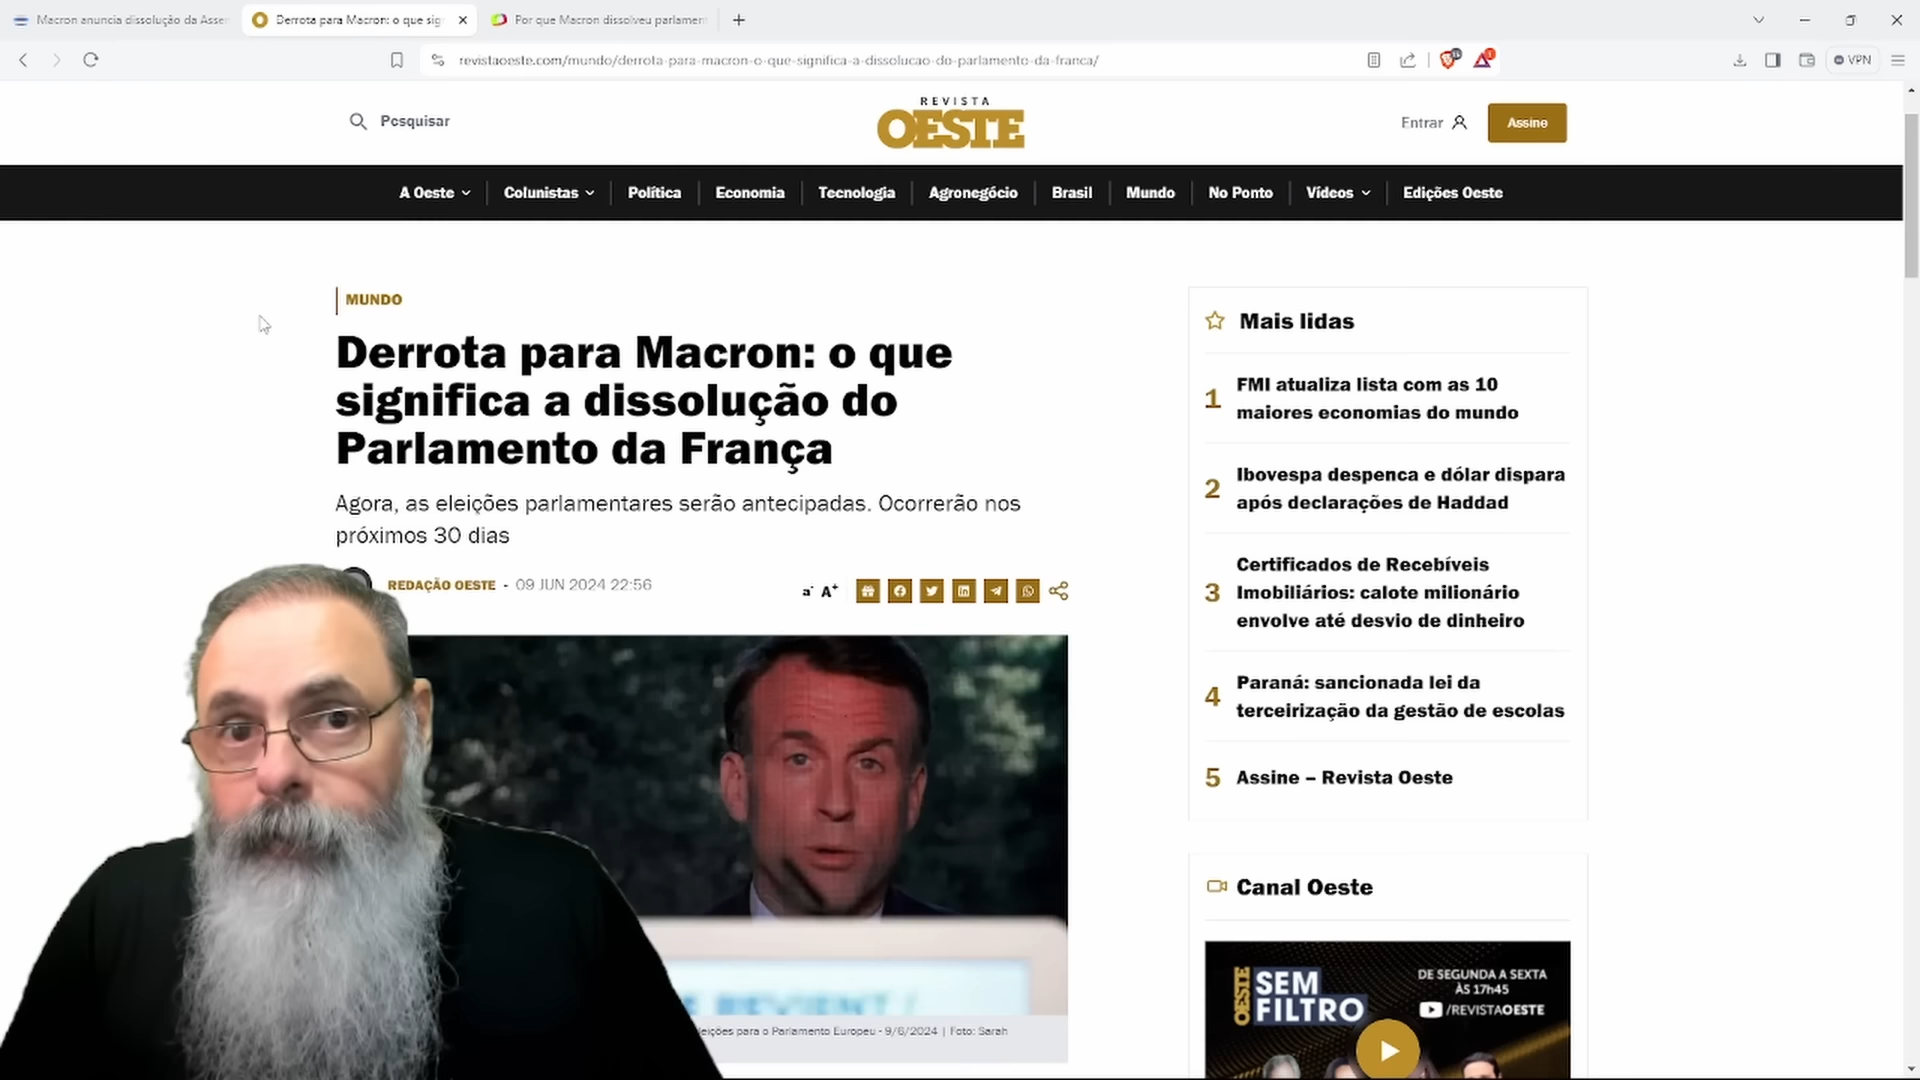 Macron anuncia dissolução da Assem
Derrota para Macron: o que sig
Por que Macron dissolveu parlament
revistaoeste.com/mundo/derrota-para-macron-o-que-significa-a-dissolucao-do-parlamento-da-franca/
VPN
Pesquisar
REVISTA
OESTE
Entrar
Assine
A Oeste
Colunistas
Política
Economia
Tecnologia
Agronegócio
Brasil
Mundo
No Ponto
Vídeos
Edições Oeste
MUNDO
Derrota para Macron: o que
significa a dissolução do
Parlamento da França
Agora, as eleições parlamentares serão antecipadas. Ocorrerão nos
próximos 30 dias
REDAÇÃO OESTE - 09 JUN 2024 22:56
a- A+
REVIENT /
eleições para o Parlamento Europeu - 9/6/2024 | Foto: Sarah
Mais lidas
1 FMI atualiza lista com as 10
maiores economias do mundo
2 Ibovespa despenca e dólar dispara
após declarações de Haddad
3 Certificados de Recebíveis
Imobiliários: calote milionário
envolve até desvio de dinheiro
4 Paraná: sancionada lei da
terceirização da gestão de escolas
5 Assine – Revista Oeste
Canal Oeste
OESTE
SEM
FILTRO
DE SEGUNDA A SEXTA
ÀS 17h45
/REVISTAOESTE